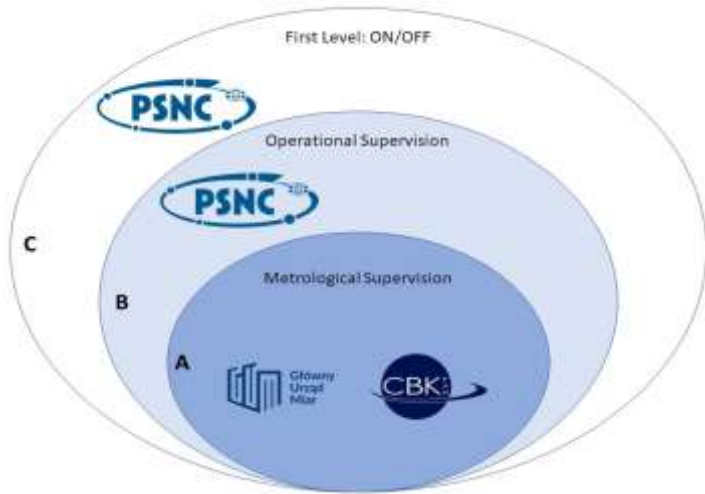 First Level: ON/OFF
PSNC
Operational Supervision
PSNC
C
Metrological Supervision
B
A
Główny
Urząd
Miar
CBK